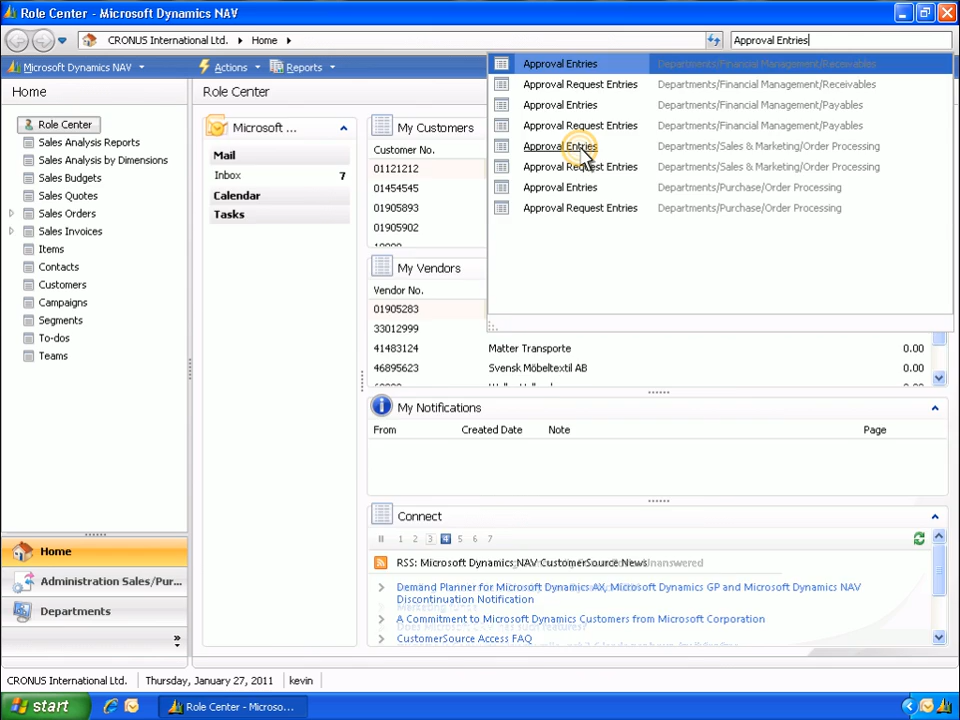 Role Center - Microsoft Dynamics NAV
CRONUS International Ltd. Home
Approval Entries
Microsoft Dynamics NAV
Actions
Reports
Home
Role Center
Sales Analysis Reports
Sales Analysis by Dimensions
Sales Budgets
Sales Quotes
Sales Orders
Sales Invoices
Items
Contacts
Customers
Campaigns
Segments
To-dos
Teams
Home
Administration Sales/Pur...
Departments
Role Center
Microsoft ...
Mail
Inbox 7
Calendar
Tasks
My Customers
Customer No.
01121212
01454545
01905893
01905902
My Vendors
Vendor No.
01905283
33012999
41483124 Matter Transporte 0.00
46895623 Svensk Möbeltextil AB 0.00
Approval Entries Departments/Financial Management/Receivables
Approval Request Entries Departments/Financial Management/Receivables
Approval Entries Departments/Financial Management/Payables
Approval Request Entries Departments/Financial Management/Payables
Approval Entries Departments/Sales & Marketing/Order Processing
Approval Request Entries Departments/Sales & Marketing/Order Processing
Approval Entries Departments/Purchase/Order Processing
Approval Request Entries Departments/Purchase/Order Processing
My Notifications
From Created Date Note Page
Connect
1 2 3 4 5 6 7
RSS: Microsoft Dynamics NAV CustomerSource News
Demand Planner for Microsoft Dynamics AX, Microsoft Dynamics GP and Microsoft Dynamics NAV
Discontinuation Notification
A Commitment to Microsoft Dynamics Customers from Microsoft Corporation
CustomerSource Access FAQ
CRONUS International Ltd. Thursday, January 27, 2011 kevin
start
Role Center - Microso...